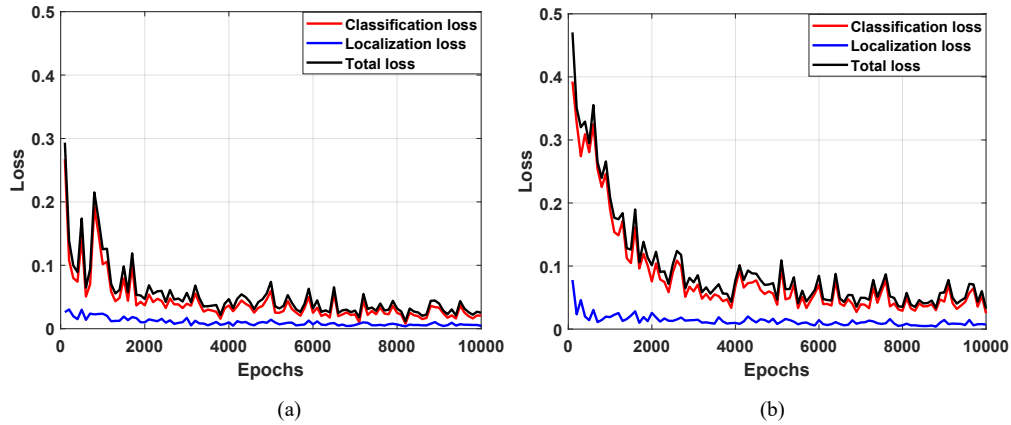 0.5
0.4
0.3
0.2
0.1
0
Loss
0 2000 4000 6000 8000 10000
Epochs
Classification loss
Localization loss
Total loss
(a)
0.5
0.4
0.3
0.2
0.1
0
Loss
0 2000 4000 6000 8000 10000
Epochs
Classification loss
Localization loss
Total loss
(b)